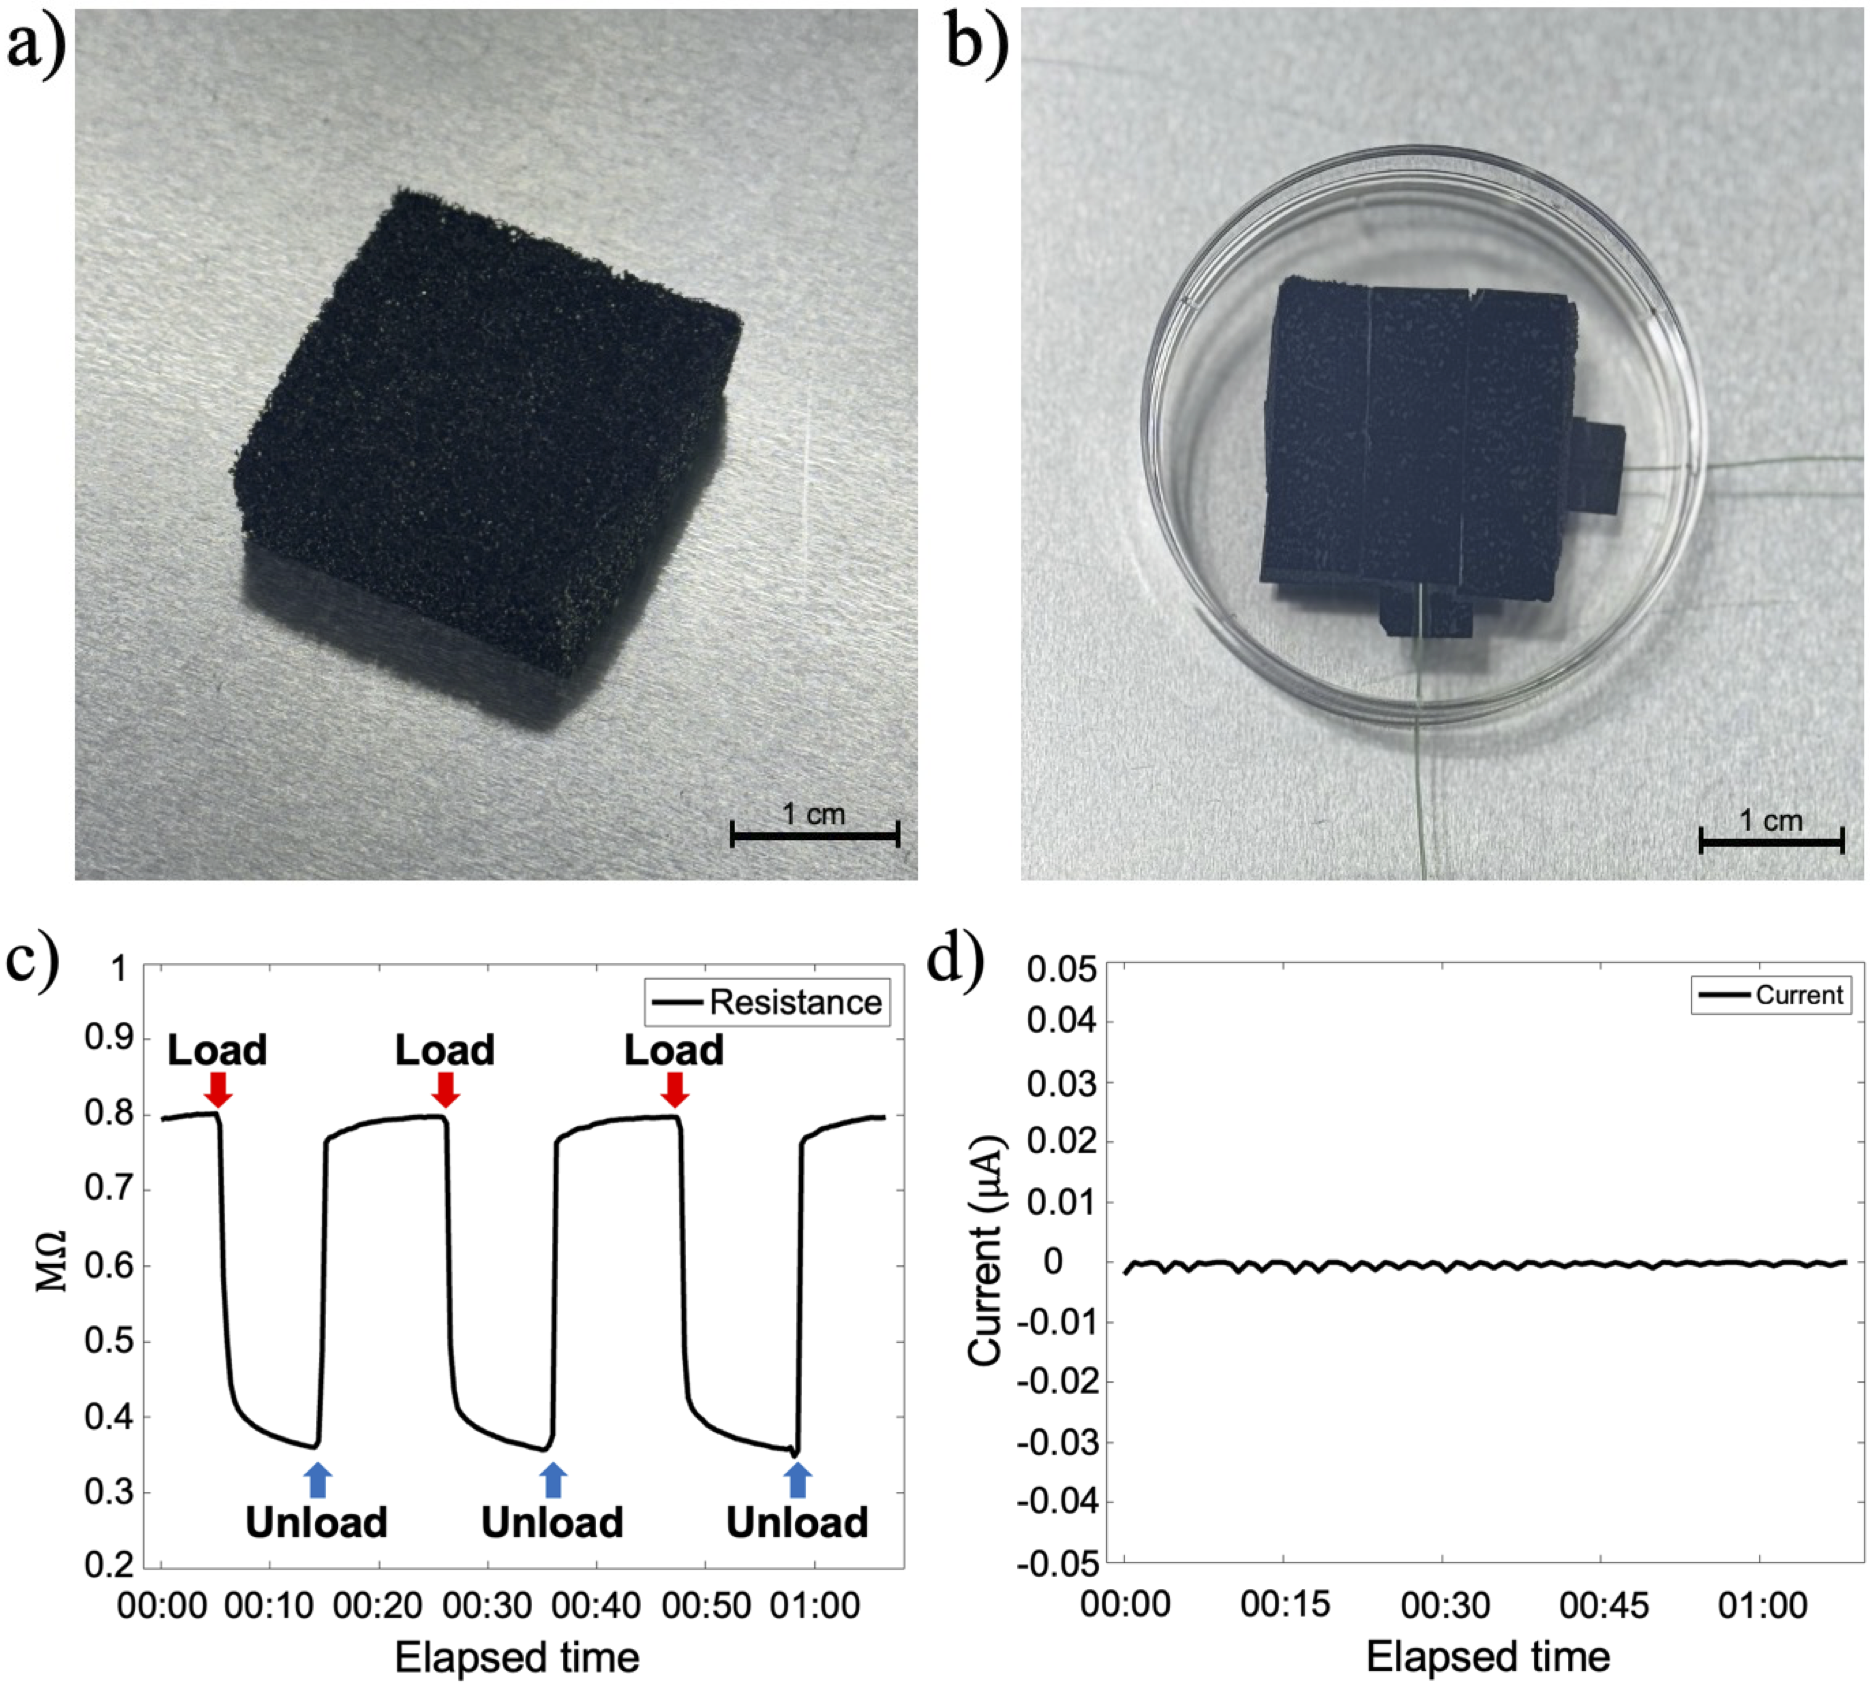 a)
b)
1 cm
1 cm
c)
1
0.9
0.8
0.7
0.6
0.5
0.4
0.3
0.2
MΩ
Resistance
Load
Load
Load
Unload
Unload
Unload
00:00 00:10 00:20 00:30 00:40 00:50 01:00
Elapsed time
d)
0.05
0.04
0.03
0.02
0.01
0
-0.01
-0.02
-0.03
-0.04
-0.05
Current (μA)
Current
00:00 00:15 00:30 00:45 01:00
Elapsed time